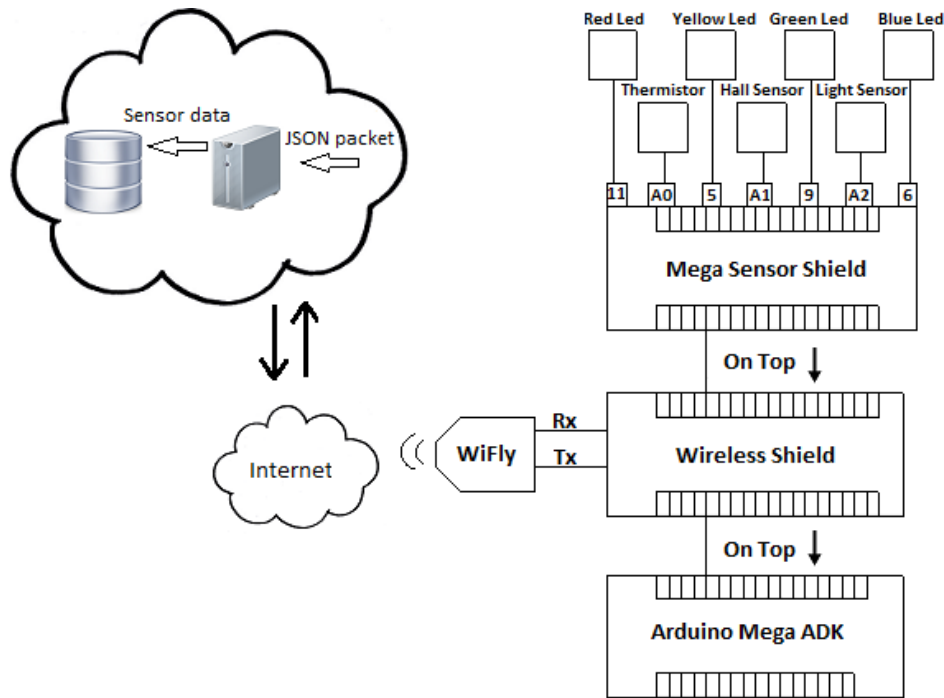 Red Led
Yellow Led
Green Led
Blue Led
Thermistor
Hall Sensor
Light Sensor
Sensor data
JSON packet
11
A0
5
A1
9
A2
6
Mega Sensor Shield
On Top
Internet
WiFly
Rx
Tx
Wireless Shield
On Top
Arduino Mega ADK